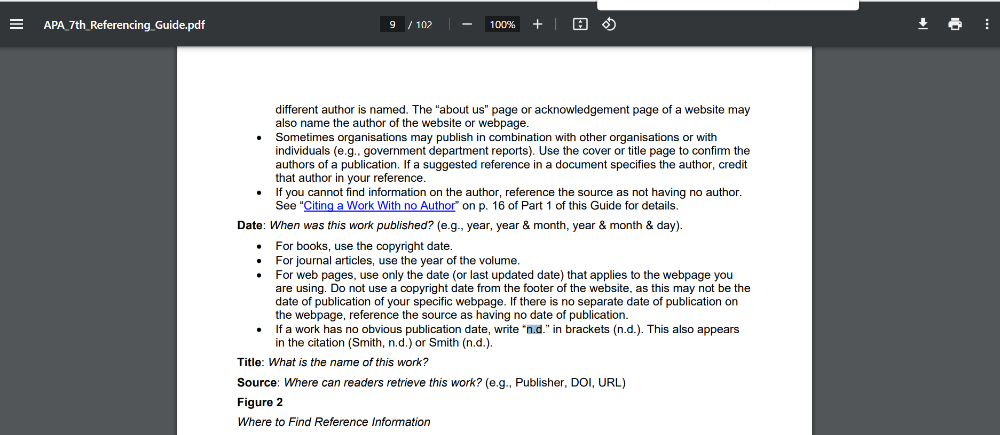 APA_7th_Referencing_Guide.pdf
9 / 102
100%
different author is named. The “about us” page or acknowledgement page of a website may
also name the author of the website or webpage.
• Sometimes organisations may publish in combination with other organisations or with
individuals (e.g., government department reports). Use the cover or title page to confirm the
authors of a publication. If a suggested reference in a document specifies the author, credit
that author in your reference.
• If you cannot find information on the author, reference the source as not having no author.
See “Citing a Work With no Author” on p. 16 of Part 1 of this Guide for details.
Date: When was this work published? (e.g., year, year & month, year & month & day).
• For books, use the copyright date.
• For journal articles, use the year of the volume.
• For web pages, use only the date (or last updated date) that applies to the webpage you
are using. Do not use a copyright date from the footer of the website, as this may not be the
date of publication of your specific webpage. If there is no separate date of publication on
the webpage, reference the source as having no date of publication.
• If a work has no obvious publication date, write “n.d.” in brackets (n.d.). This also appears
in the citation (Smith, n.d.) or Smith (n.d.).
Title: What is the name of this work?
Source: Where can readers retrieve this work? (e.g., Publisher, DOI, URL)
Figure 2
Where to Find Reference Information